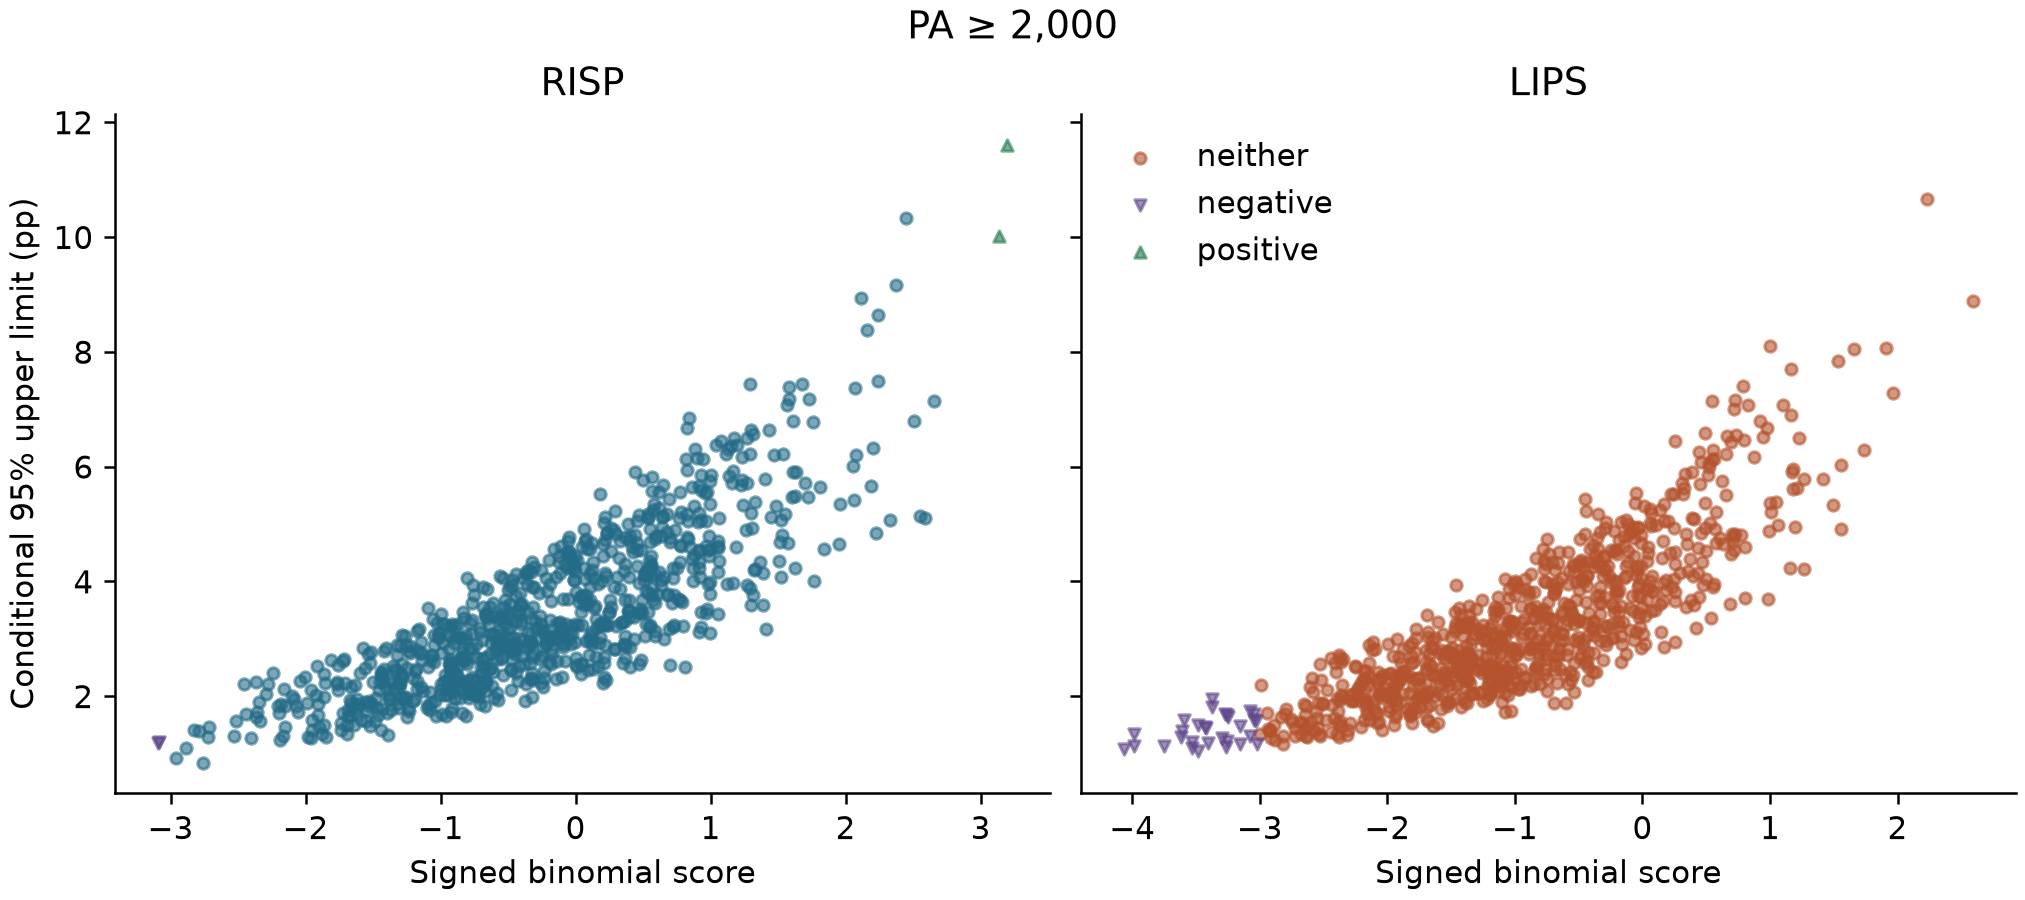 PA ≥ 2,000
RISP
LIPS
Conditional 95% upper limit (pp)
12
10
8
6
4
2
neither
negative
positive
−3 −2 −1 0 1 2 3
−4 −3 −2 −1 0 1 2
Signed binomial score
Signed binomial score